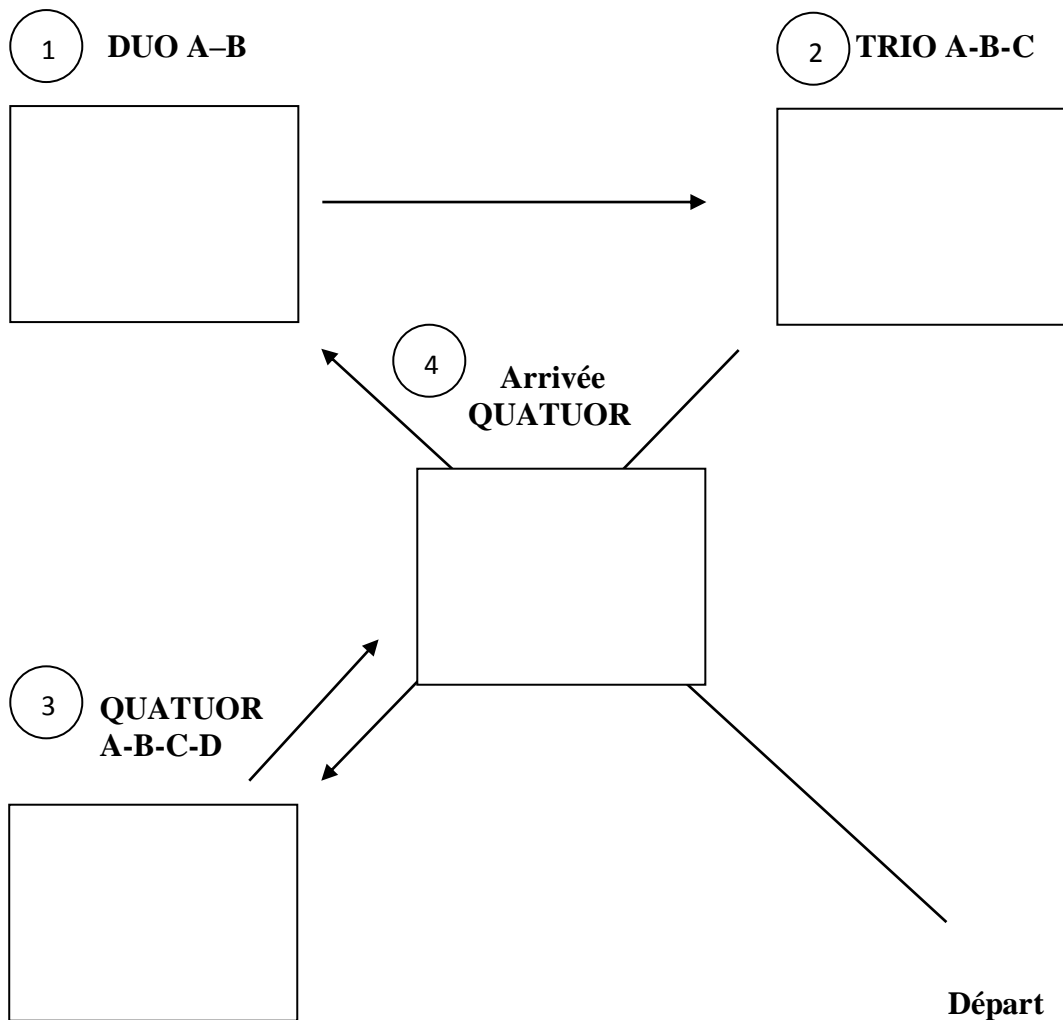 1 DUO A–B
2 TRIO A-B-C
4 Arrivée
QUATUOR
3 QUATUOR
A-B-C-D
Départ